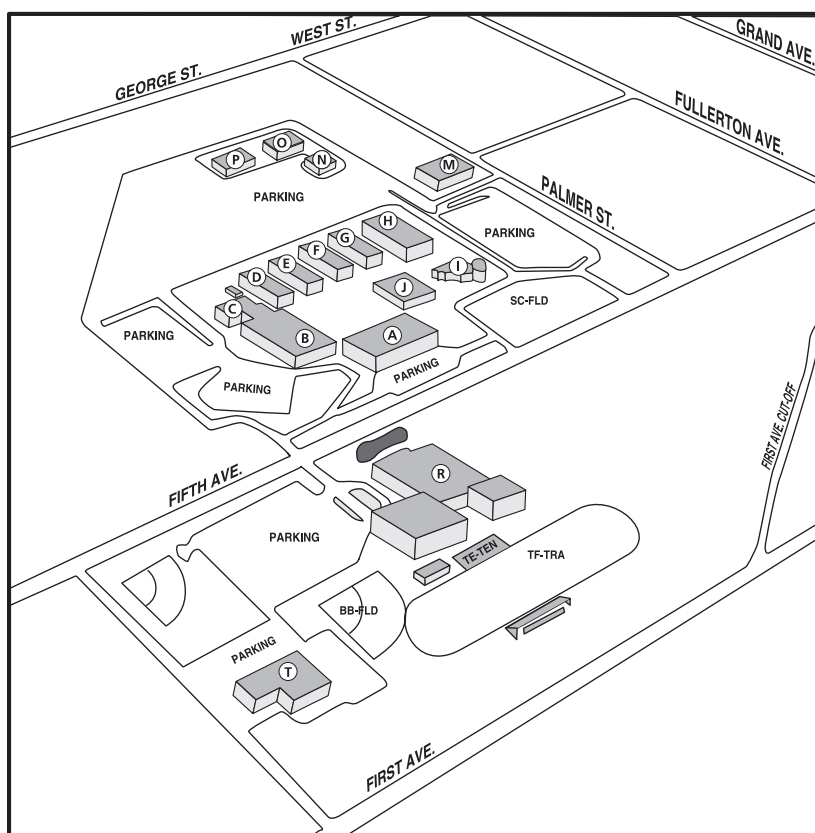 GRAND AVE.
WEST ST.
GEORGE ST.
FULLERTON AVE.
O
P
N
M
PARKING
PALMER ST.
H
G
F
E
D
PARKING
I
J
C
B
A
SC-FLD
PARKING
PARKING
PARKING
FIRST AVE. CUT-OFF
FIFTH AVE.
R
PARKING
TE-TEN
TF-TRA
BB-FLD
PARKING
T
FIRST AVE.